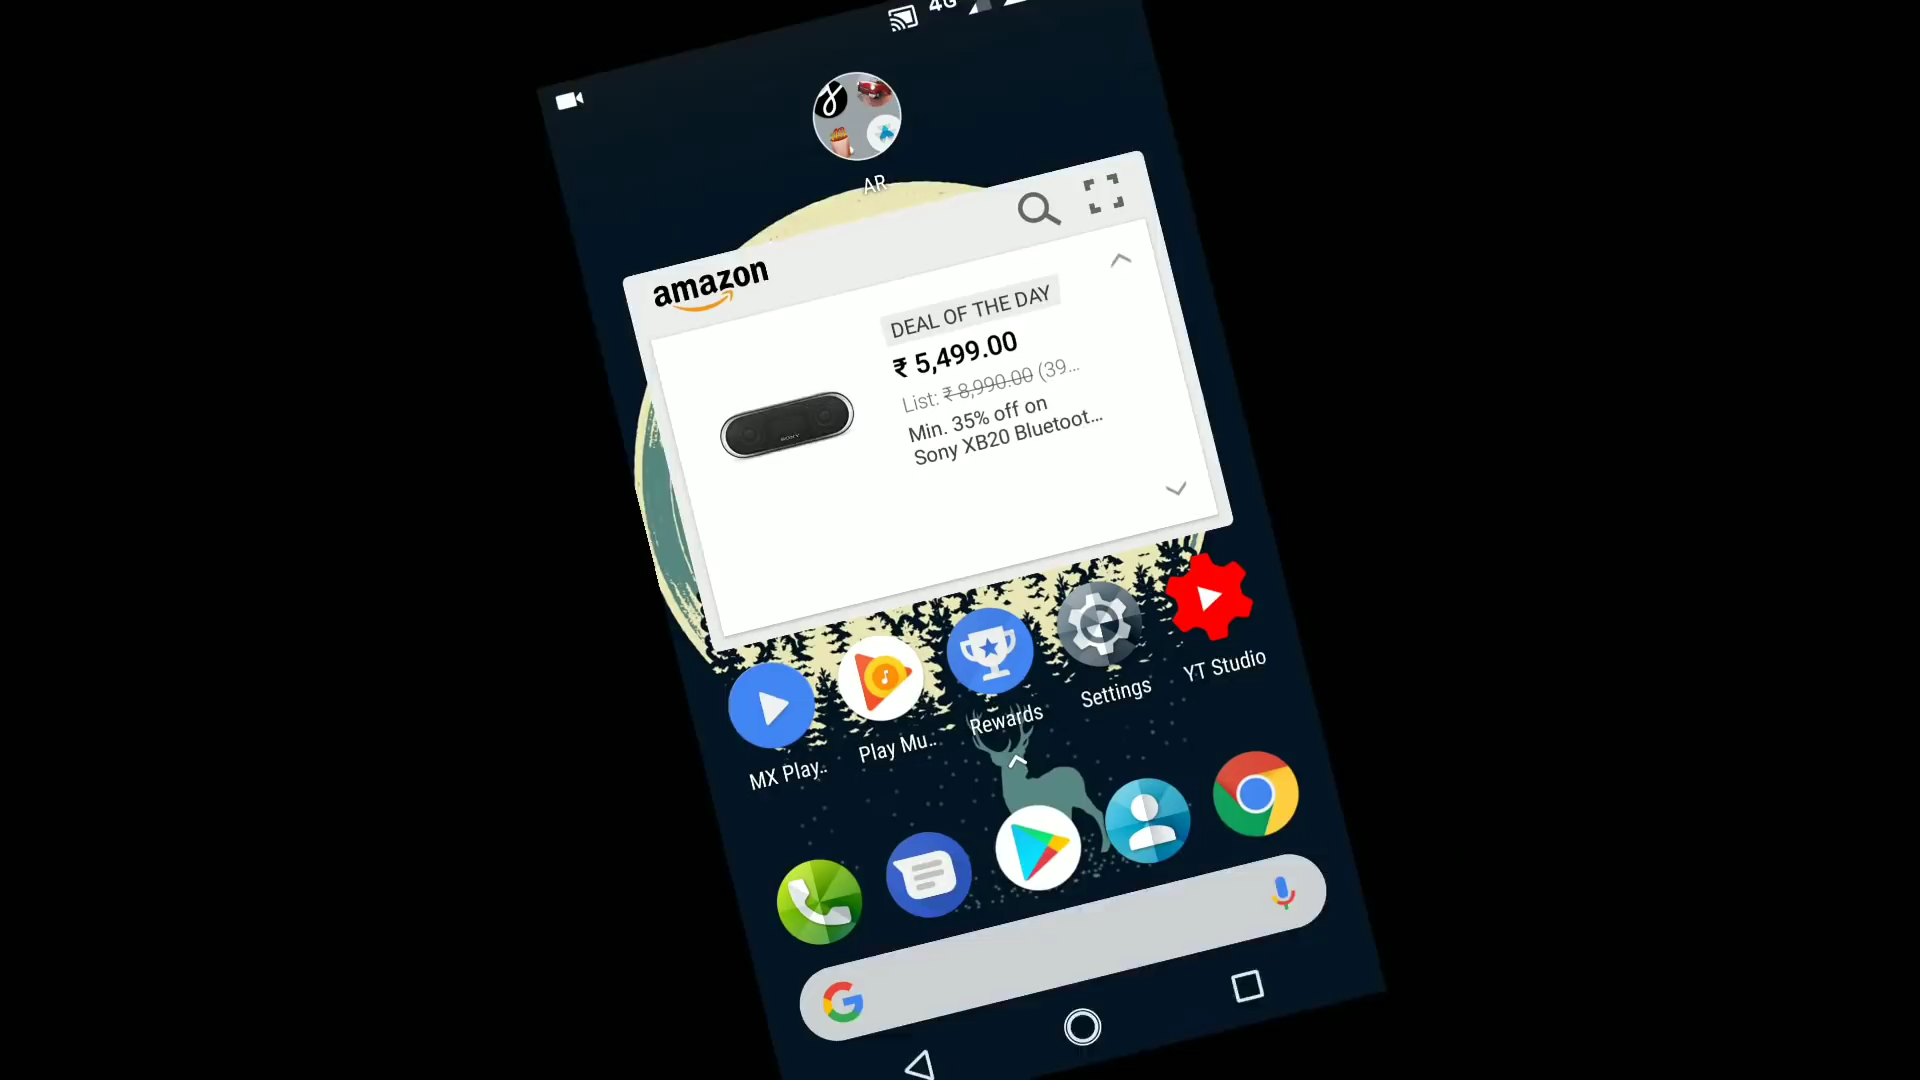 4G
AR
amazon
DEAL OF THE DAY
₹ 5,499.00
List: ₹ 8,990.00 (39...
Min. 35% off on
Sony XB20 Bluetoot...
SONY
MX Play..
Play Mu..
Rewards
Settings
YT Studio